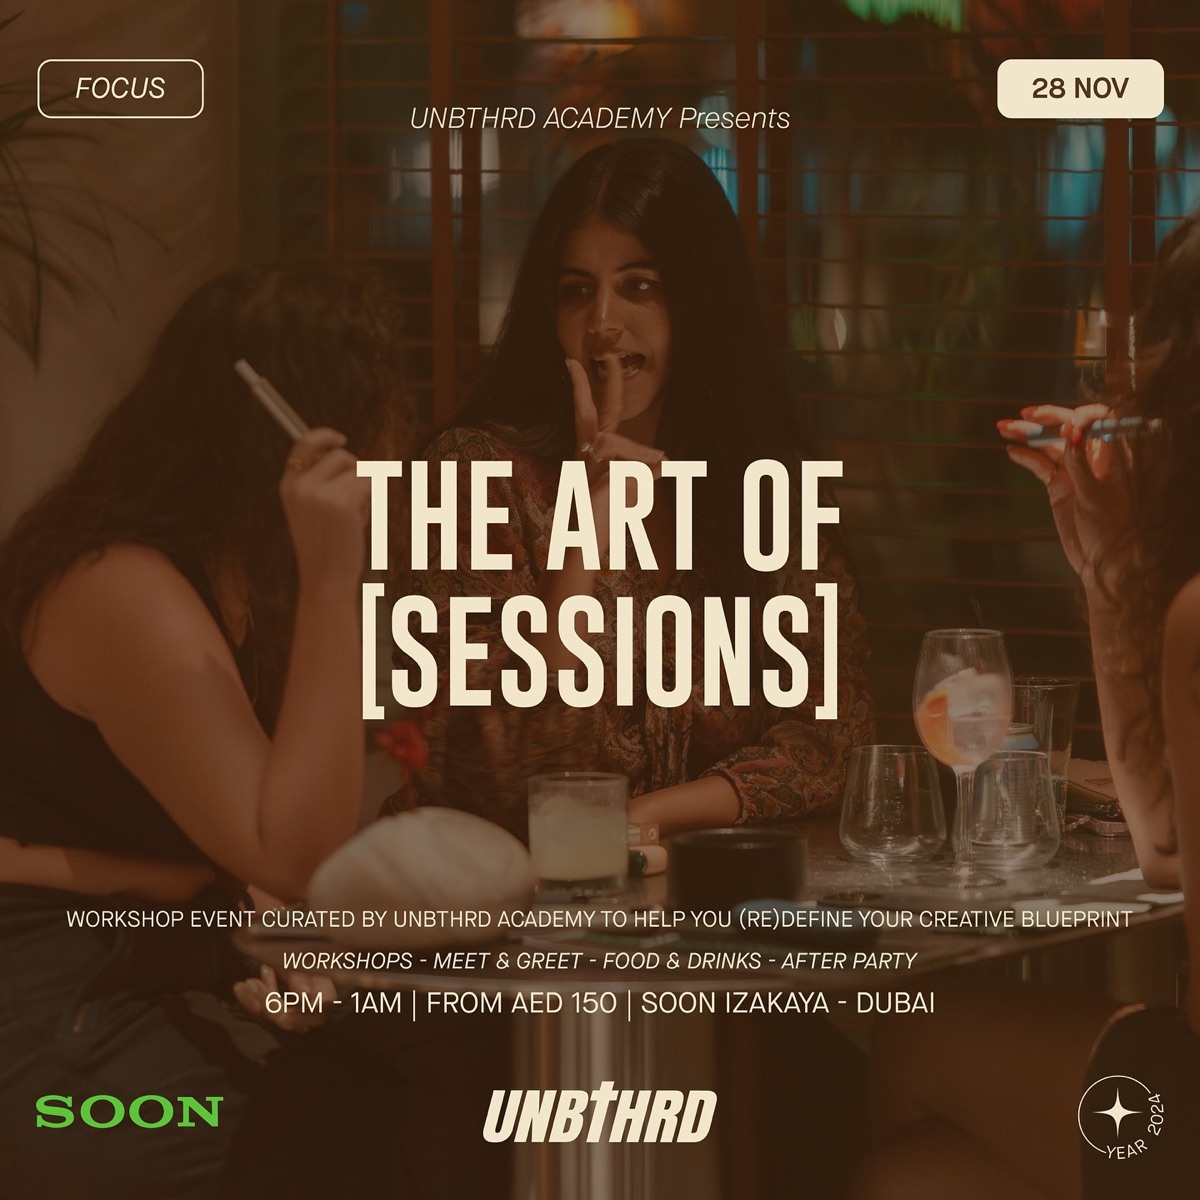 FOCUS
28 NOV
UNBTHRD ACADEMY Presents
THE ART OF
[SESSIONS]
WORKSHOP EVENT CURATED BY UNBTHRD ACADEMY TO HELP YOU (RE)DEFINE YOUR CREATIVE BLUEPRINT
WORKSHOPS - MEET & GREET - FOOD & DRINKS - AFTER PARTY
6PM - 1AM | FROM AED 150 | SOON IZAKAYA - DUBAI
SOON
UNBTHRD
YEAR 2024